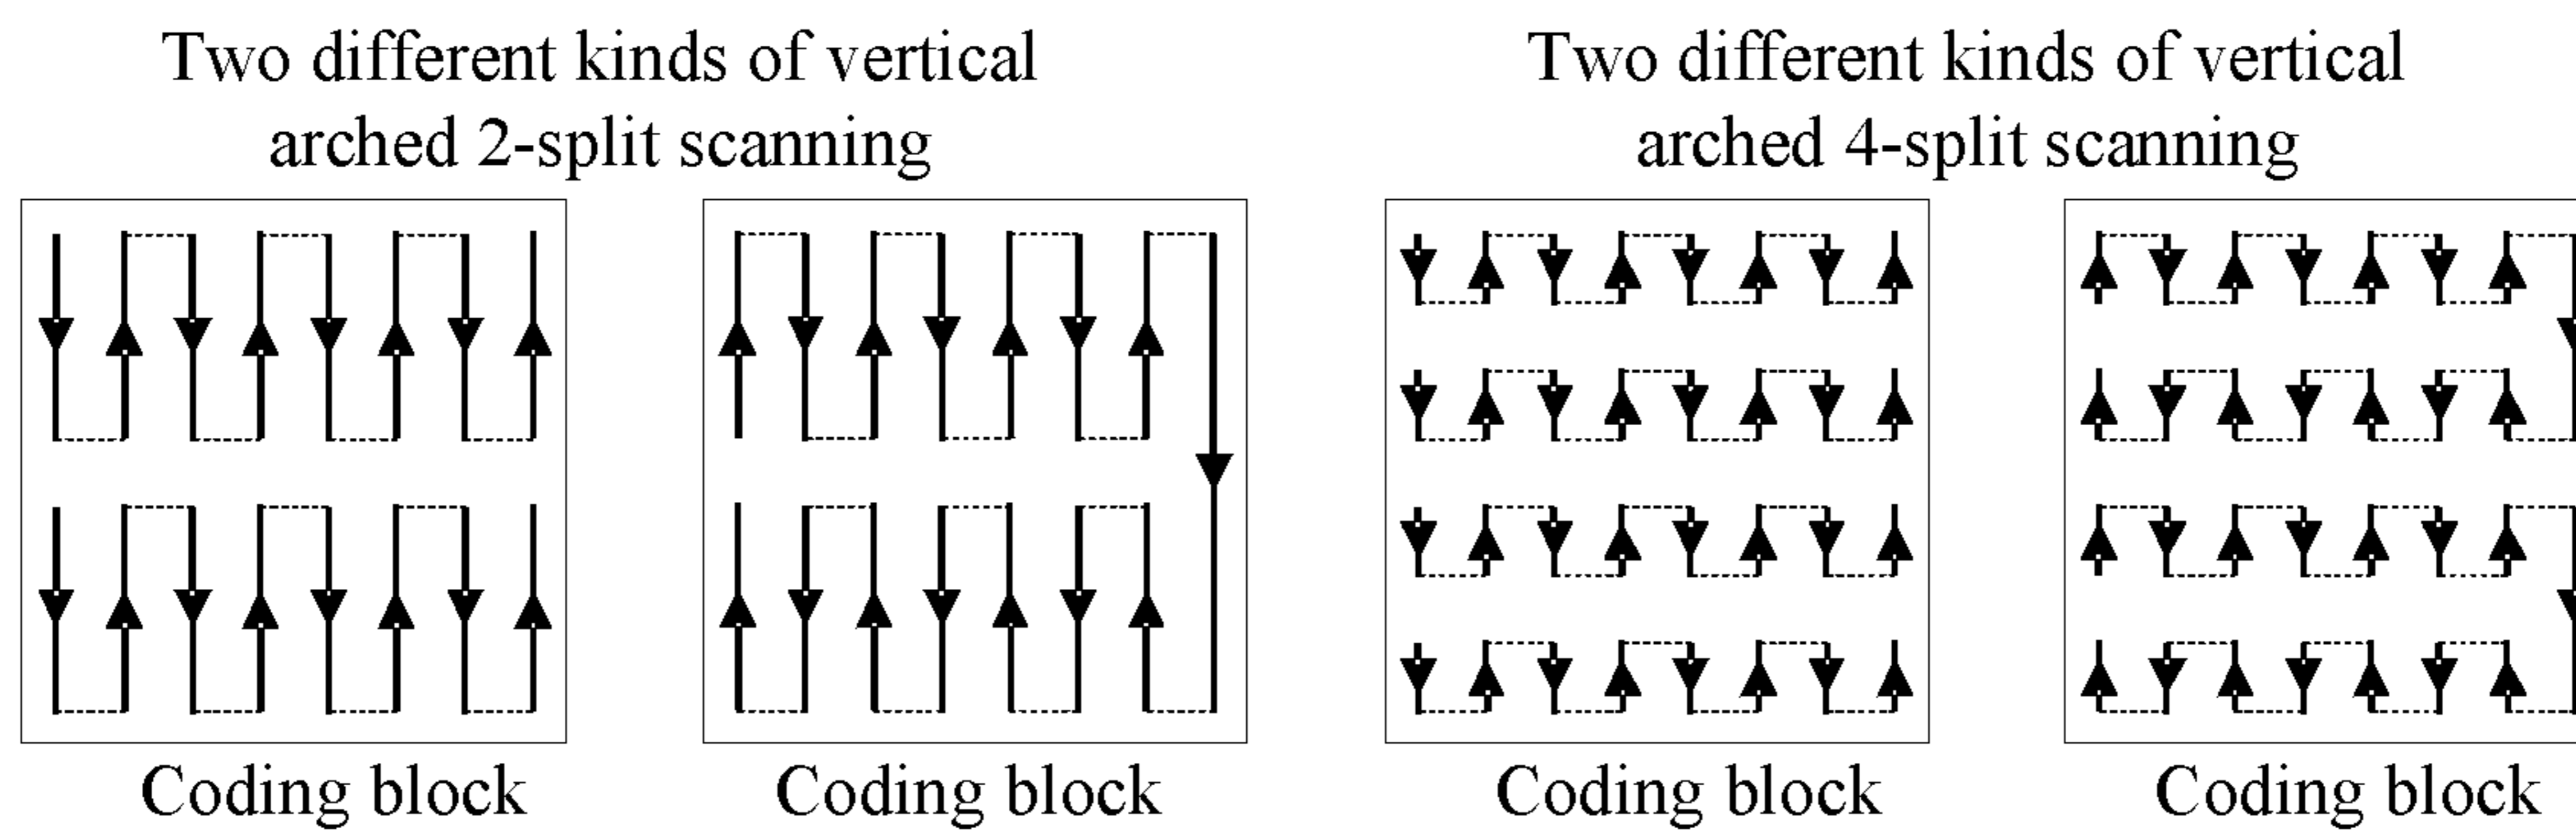 Two different kinds of vertical
arched 2-split scanning
Two different kinds of vertical
arched 4-split scanning
Coding block
Coding block
Coding block
Coding block